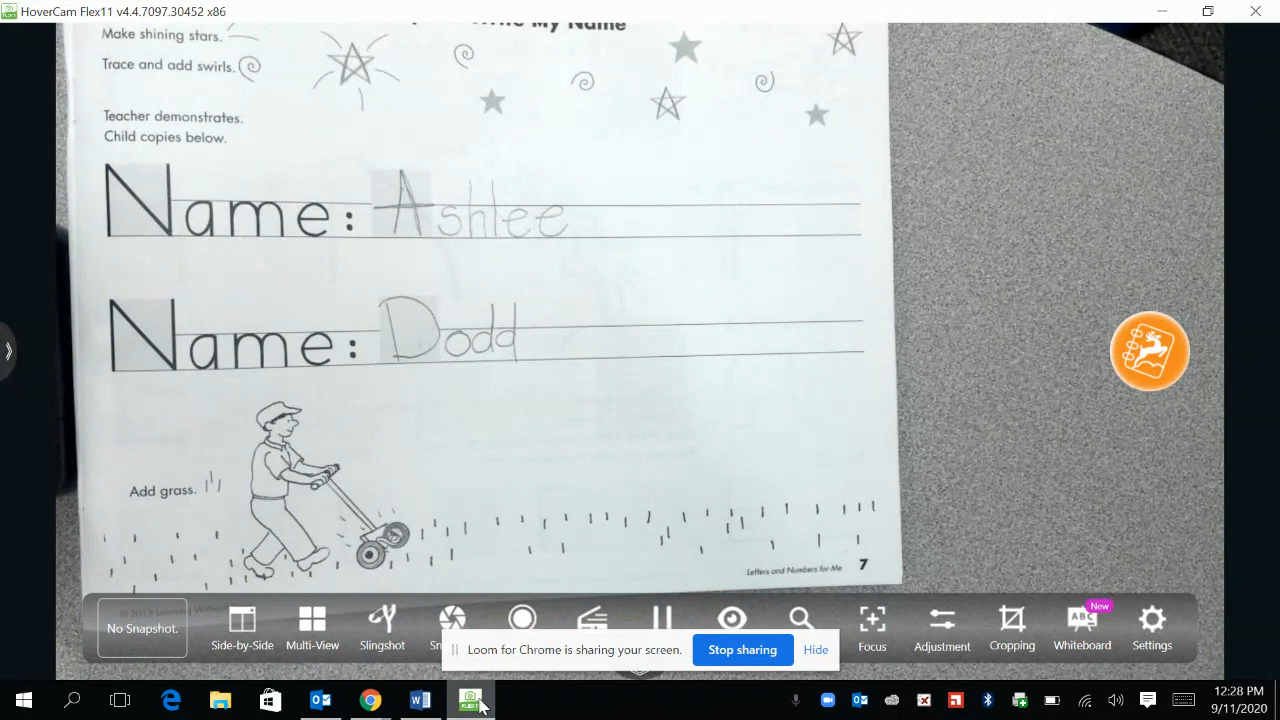 HoverCam Flex11 v4.4.7097.30452 x86
Write My Name
Make shining stars.
Trace and add swirls.
Teacher demonstrates.
Child copies below.
Name: Ashlee
Name: Dodd
Add grass.
Letters and Numbers for Me 7
No Snapshot.
Side-by-Side
Multi-View
Slingshot
Focus
Adjustment
Cropping
New
ABC
Whiteboard
Settings
Loom for Chrome is sharing your screen.
Stop sharing
Hide
12:28 PM
9/11/2020